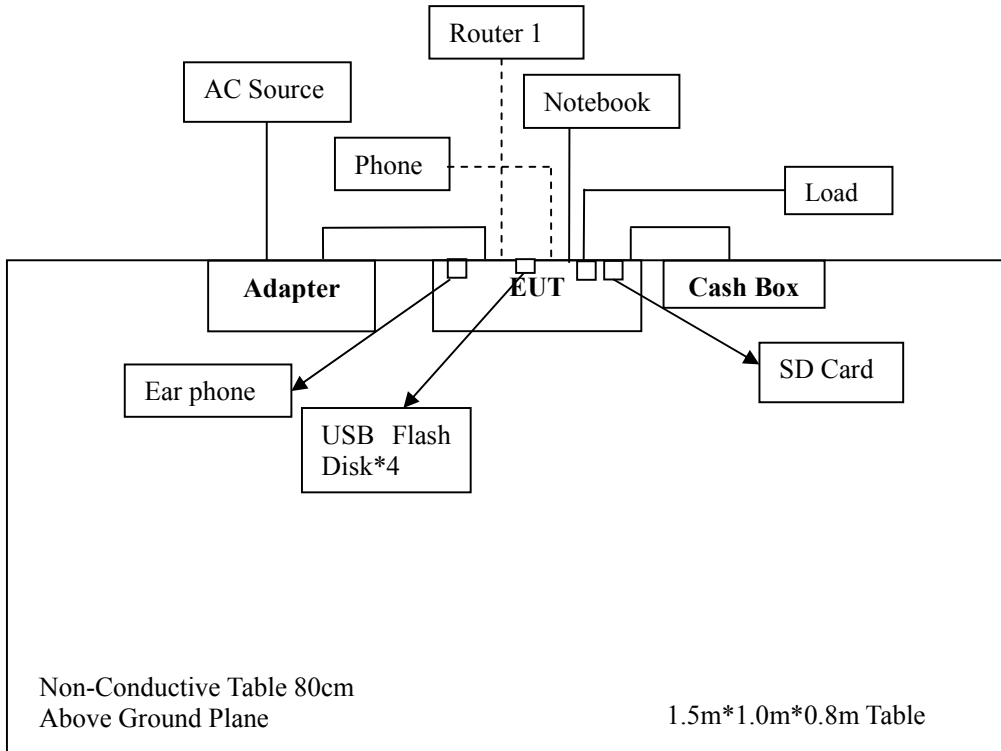 Router 1
AC Source
Notebook
Phone
Load
Adapter
EUT
Cash Box
Ear phone
SD Card
USB Flash
Disk*4
Non-Conductive Table 80cm
Above Ground Plane
1.5m*1.0m*0.8m Table